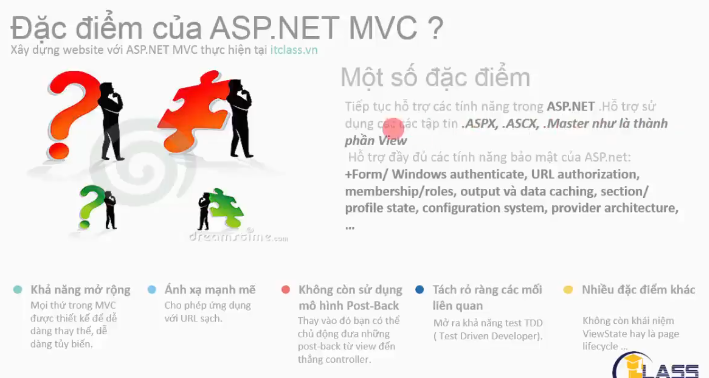 Đặc điểm của ASP.NET MVC ?
Xây dựng website với ASP.NET MVC thực hiện tại itclass.vn
Một số đặc điểm
Tiếp tục hỗ trợ các tính năng trong ASP.NET .Hỗ trợ sử
dụng các tập tin .ASPX, .ASCX, .Master như là thành
phần View
Hỗ trợ đầy đủ các tính năng bảo mật của ASP.net:
+Form/ Windows authenticate, URL authorization,
membership/roles, output và data caching, section/
profile state, configuration system, provider architecture,
...
dreamstime.com
Khả năng mở rộng
Mọi thứ trong MVC
được thiết kế để dễ
dàng thay thế, dễ
dàng tủy biến.
Ánh xạ mạnh mẽ
Cho phép ứng dụng
với URL sạch.
Không còn sử dụng
mô hình Post-Back
Thay vào đó bạn có thể
chủ động đưa những
post-back từ view đến
thẳng controller.
Tách rỏ ràng các mối
liên quan
Mở ra khả năng test TDD
( Test Driven Developer).
Nhiều đặc điểm khác
Không còn khái niệm
ViewState hay là page
lifecycle ...
LASS